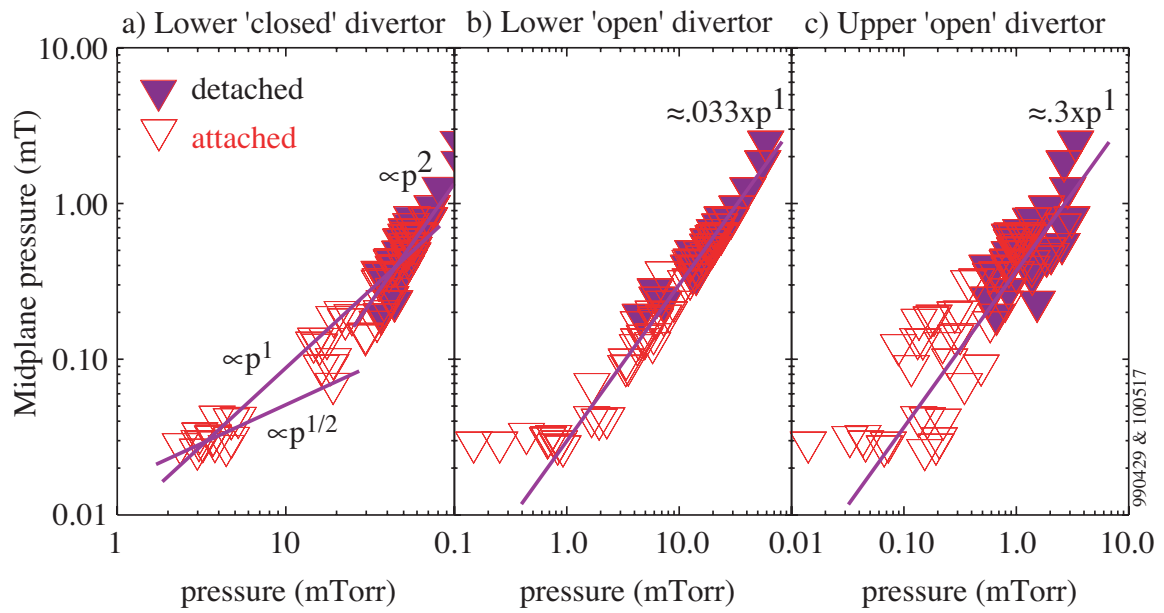 a) Lower 'closed' divertor
b) Lower 'open' divertor
c) Upper 'open' divertor
Midplane pressure (mT)
10.00
1.00
0.10
0.01
detached
attached
∝p²
∝p¹
∝p¹/²
≈.033xp¹
≈.3xp¹
990429 & 100517
1
10
0.1
1.0
10.0
0.01
0.10
1.0
10.0
pressure (mTorr)
pressure (mTorr)
pressure (mTorr)